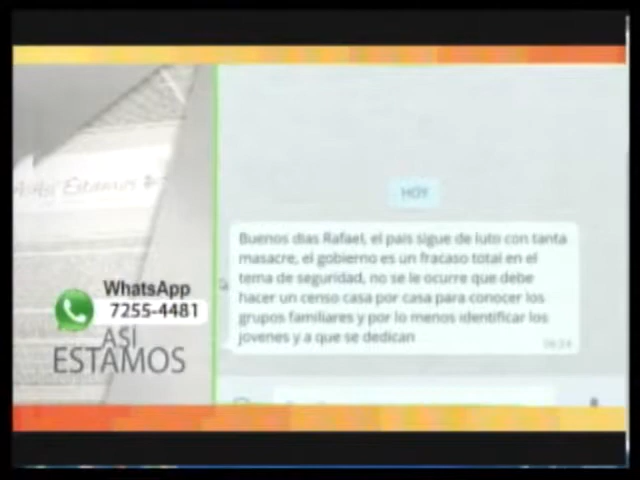 HOY
Buenos dias Rafael, el pais sigue de luto con tanta
masacre, el gobierno es un fracaso total en el
tema de seguridad, no se le ocurre que debe
hacer un censo casa por casa para conocer los
grupos familiares y por lo menos identificar los
jovenes y a que se dedican
WhatsApp
7255-4481
ASÍ
ESTAMOS